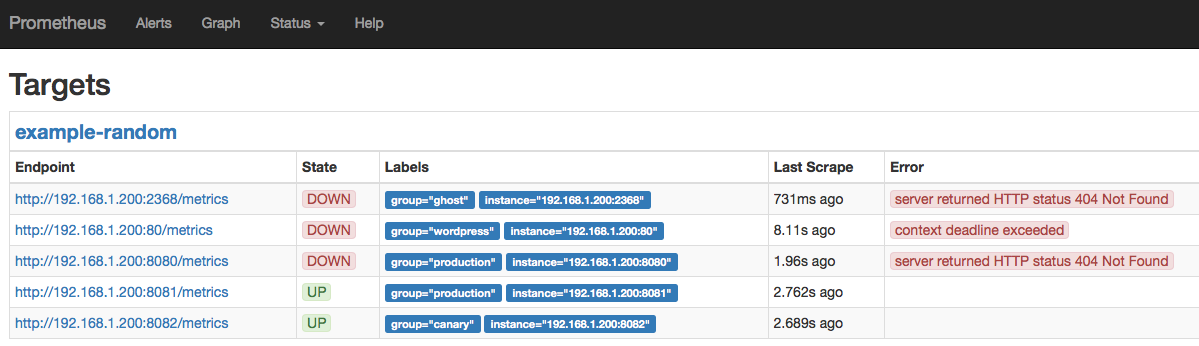 Prometheus Alerts Graph Status Help
Targets
example-random
Endpoint State Labels Last Scrape Error
http://192.168.1.200:2368/metrics DOWN group="ghost" instance="192.168.1.200:2368" 731ms ago server returned HTTP status 404 Not Found
http://192.168.1.200:80/metrics DOWN group="wordpress" instance="192.168.1.200:80" 8.11s ago context deadline exceeded
http://192.168.1.200:8080/metrics DOWN group="production" instance="192.168.1.200:8080" 1.96s ago server returned HTTP status 404 Not Found
http://192.168.1.200:8081/metrics UP group="production" instance="192.168.1.200:8081" 2.762s ago
http://192.168.1.200:8082/metrics UP group="canary" instance="192.168.1.200:8082" 2.689s ago